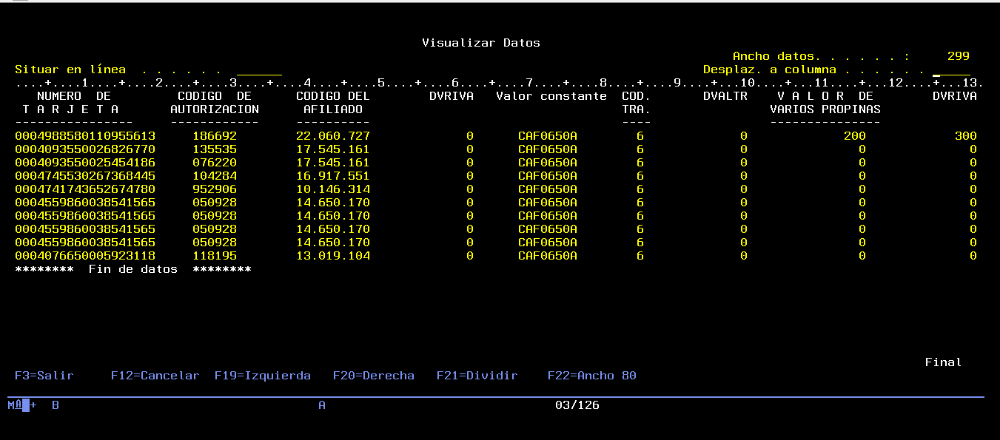 Visualizar Datos
Ancho datos. . . . . . : 299
Situar en línea . . . . . . ______ Desplaz. a columna . . . . . . _____
....+....1....+....2....+....3....+....4....+....5....+....6....+....7....+....8....+....9....+...10....+...11....+...12....+...13.
NUMERO DE CODIGO DE CODIGO DEL DVRIVA Valor constante COD. DVALTR V A L O R DE DVRIVA
T A R J E T A AUTORIZACION AFILIADO TRA. VARIOS PROPINAS
---------------- ------------ ---------- ---- ---------------
0004988580110955613 186692 22.060.727 0 CAF0650A 6 0 200 300
0004093550026826770 135535 17.545.161 0 CAF0650A 6 0 0 0
0004093550025454186 076220 17.545.161 0 CAF0650A 6 0 0 0
0004745530267368445 104284 16.917.551 0 CAF0650A 6 0 0 0
0004741743652674780 952906 10.146.314 0 CAF0650A 6 0 0 0
0004559860038541565 050928 14.650.170 0 CAF0650A 6 0 0 0
0004559860038541565 050928 14.650.170 0 CAF0650A 6 0 0 0
0004559860038541565 050928 14.650.170 0 CAF0650A 6 0 0 0
0004559860038541565 050928 14.650.170 0 CAF0650A 6 0 0 0
0004076650005923118 118195 13.019.104 0 CAF0650A 6 0 0 0
******** Fin de datos ********
Final
F3=Salir F12=Cancelar F19=Izquierda F20=Derecha F21=Dividir F22=Ancho 80
MA + B A 03/126